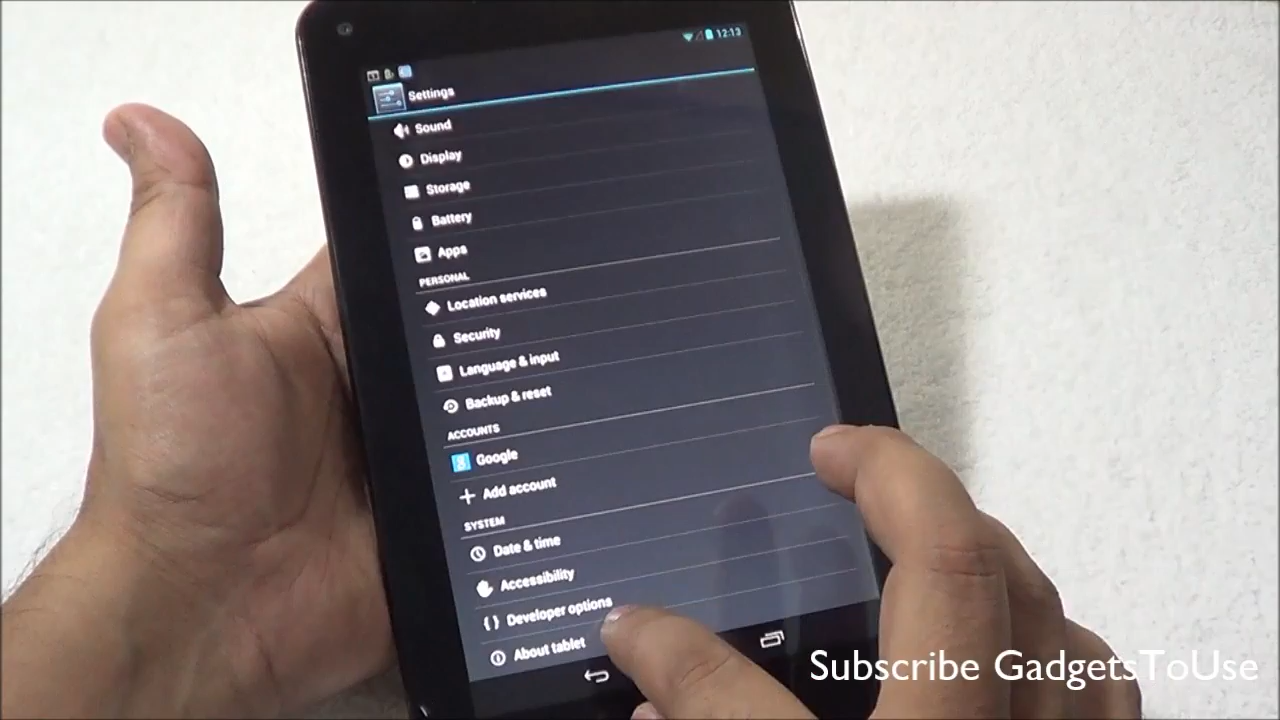 12:13
Settings
Sound
Display
Storage
Battery
Apps
PERSONAL
Location services
Security
Language & input
Backup & reset
ACCOUNTS
Google
Add account
SYSTEM
Date & time
Accessibility
Developer options
About tablet
Subscribe GadgetsToUse